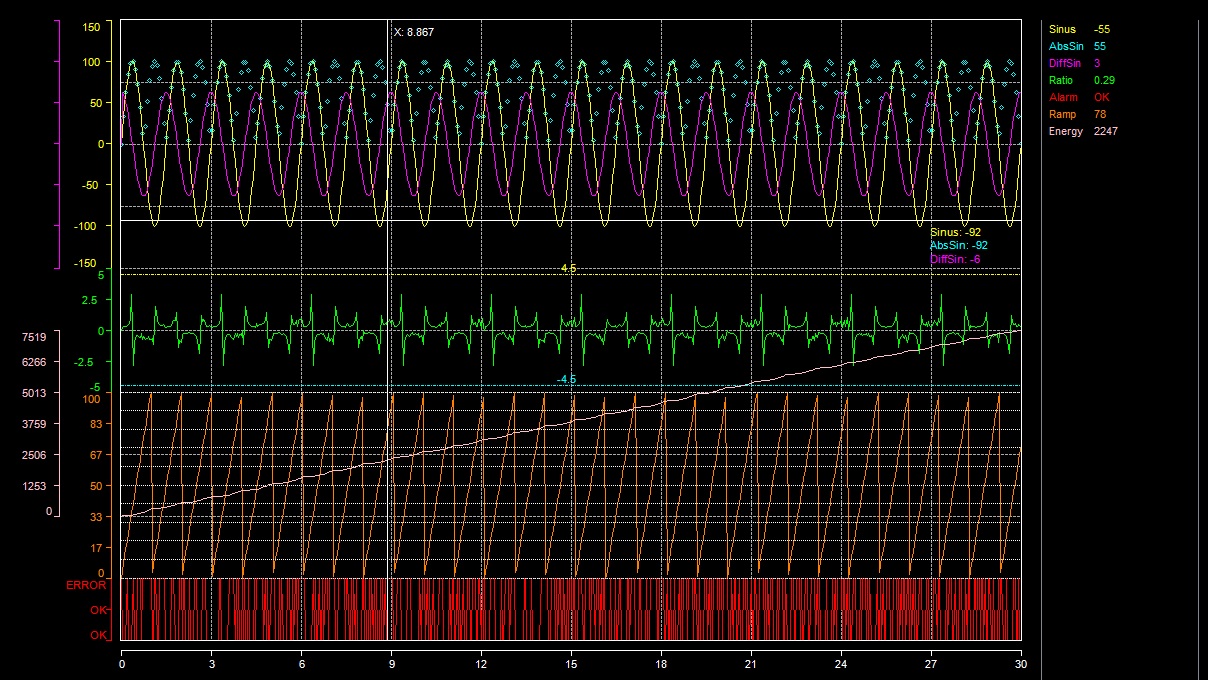 X: 8.867
150
100
50
0
-50
-100
-150
Sinus: -92
AbsSin: -92
DiffSin: -6
5
2.5
0
-2.5
-5
4.5
-4.5
7519
6266
5013
3759
2506
1253
0
100
83
67
50
33
17
0
ERROR
OK
OK
0 3 6 9 12 15 18 21 24 27 30
Sinus -55
AbsSin 55
DiffSin 3
Ratio 0.29
Alarm OK
Ramp 78
Energy 2247